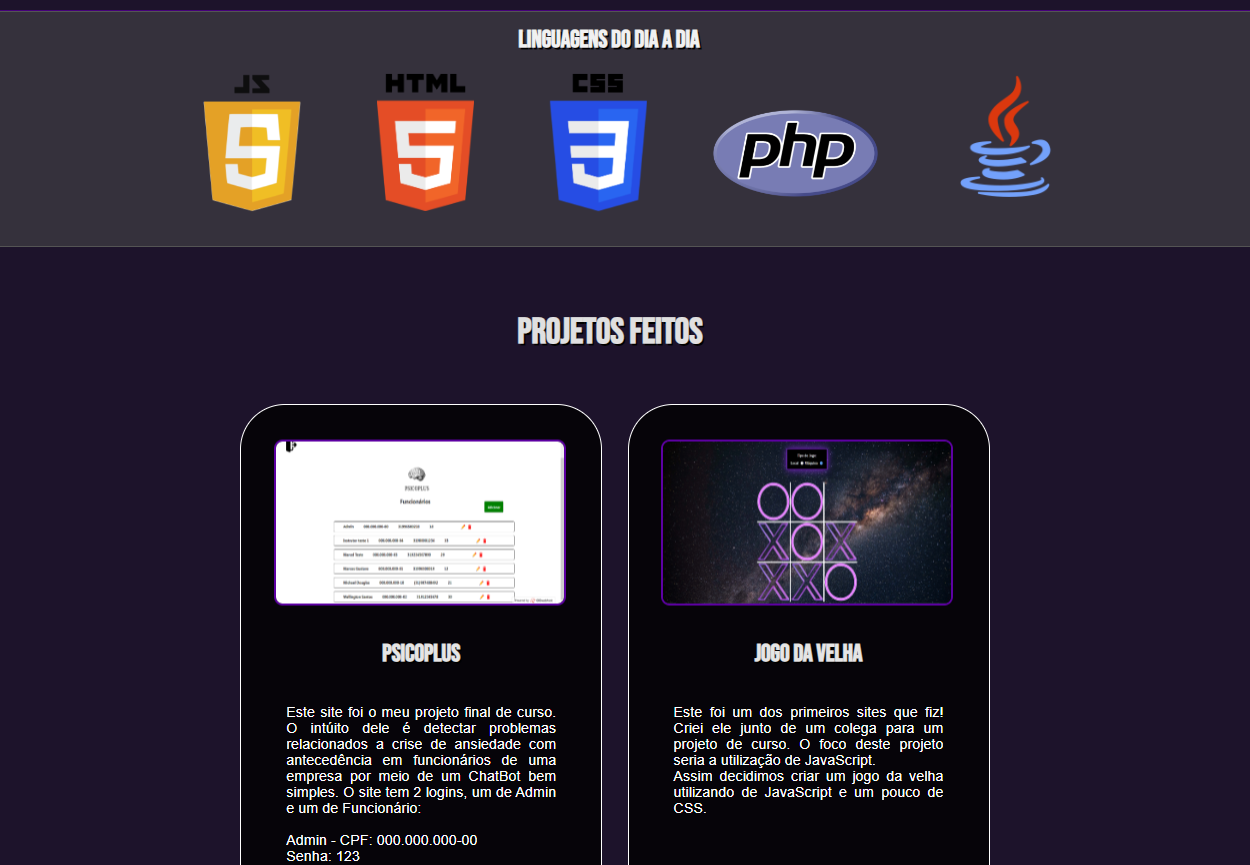 LINGUAGENS DO DIA A DIA
JS HTML CSS
php
PROJETOS FEITOS
PSICOPLUS
Funcionários
Tipo de Jogo
PSICOPLUS
Este site foi o meu projeto final de curso.
O intúito dele é detectar problemas
relacionados a crise de ansiedade com
antecedência em funcionários de uma
empresa por meio de um ChatBot bem
simples. O site tem 2 logins, um de Admin
e um de Funcionário:
Admin - CPF: 000.000.000-00
Senha: 123
JOGO DA VELHA
Este foi um dos primeiros sites que fiz!
Criei ele junto de um colega para um
projeto de curso. O foco deste projeto
seria a utilização de JavaScript.
Assim decidimos criar um jogo da velha
utilizando de JavaScript e um pouco de
CSS.